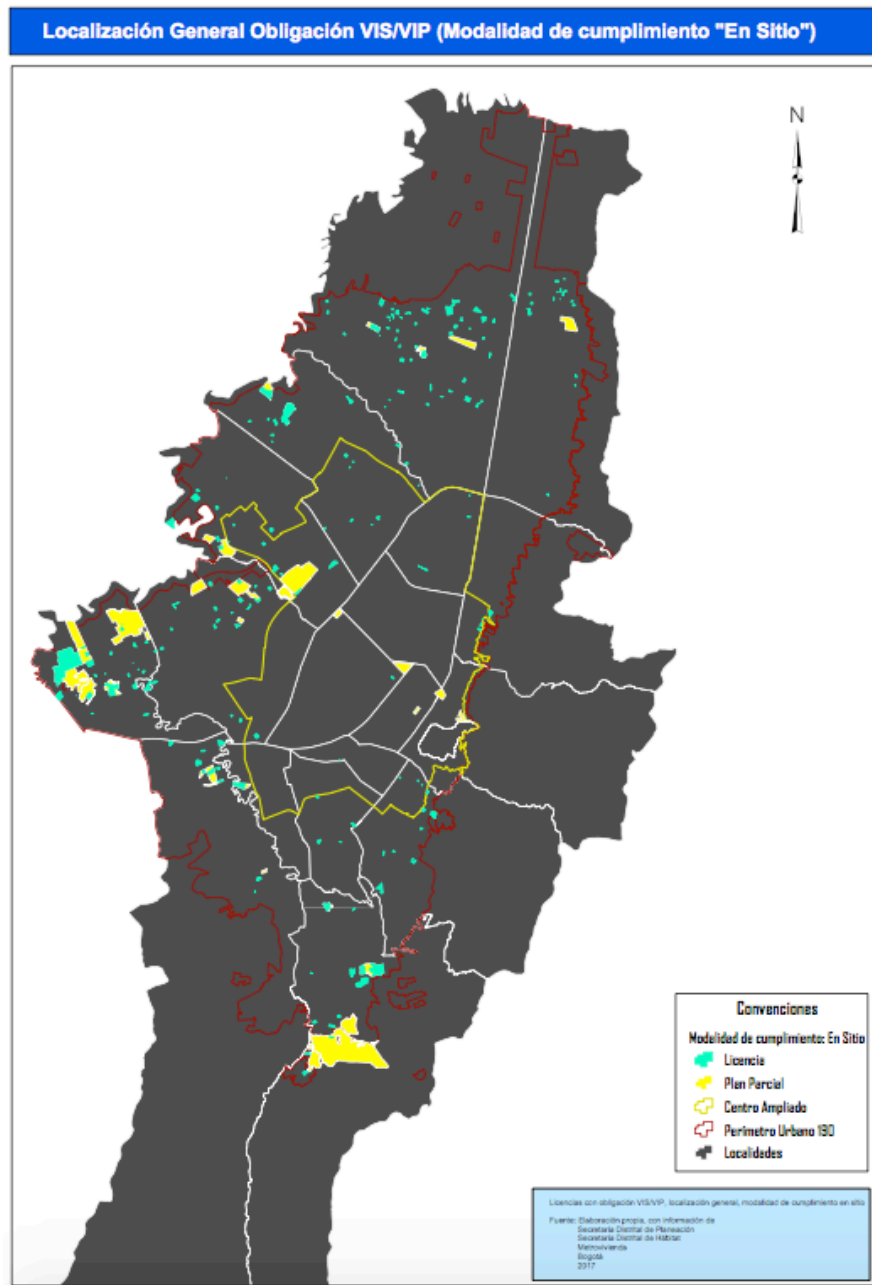 Localización General Obligación VIS/VIP (Modalidad de cumplimiento "En Sitio")
N
Convenciones
Modalidad de cumplimiento: En Sitio
Licencia
Plan Parcial
Centro Ampliado
Perímetro Urbano 190
Localidades
Licencias con obligación VIS/VIP, localización general, modalidad de cumplimiento en sitio
Fuente: Elaboración propia, con información de
Secretaría Distrital de Planeación
Secretaría Distrital de Hábitat
Metrovivienda
Bogotá
2017